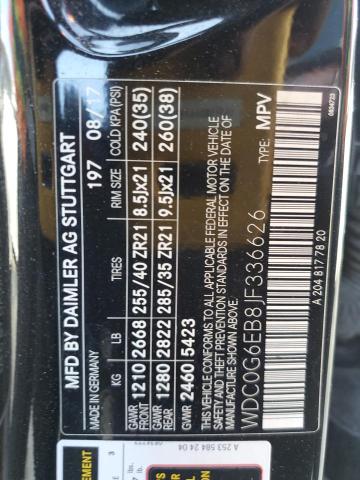 MFD BY DAIMLER AG STUTTGART
MADE IN GERMANY 197 08/17
KG LB TIRES RIM SIZE COLD KPA(PSI)
GAWR FRONT 1210 2668 255/40 ZR21 8.5Jx21 240(35)
GAWR REAR 1280 2822 285/35 ZR21 9.5Jx21 260(38)
GVWR 2460 5423
THIS VEHICLE CONFORMS TO ALL APPLICABLE FEDERAL MOTOR VEHICLE
SAFETY AND THEFT PREVENTION STANDARDS IN EFFECT ON THE DATE OF
MANUFACTURE SHOWN ABOVE.
TYPE: MPV
WDC0G6EB8JF336626
A 204 817 78 20
A 253 584 24 04